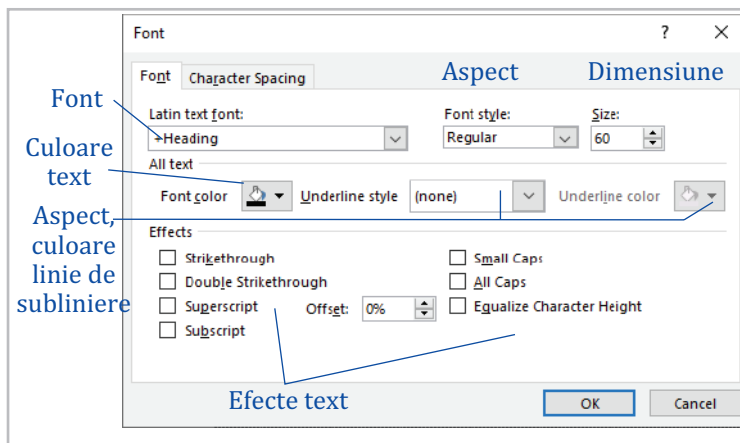 Font ?
Font Character Spacing Aspect Dimensiune
Font
Latin text font: Font style: Size:
+Heading Regular 60
Culoare
text
All text
Font color Underline style (none) Underline color
Aspect,
culoare
linie de
subliniere
Effects
Strikethrough Small Caps
Double Strikethrough All Caps
Superscript Offset: 0% Equalize Character Height
Subscript
Efecte text
OK Cancel